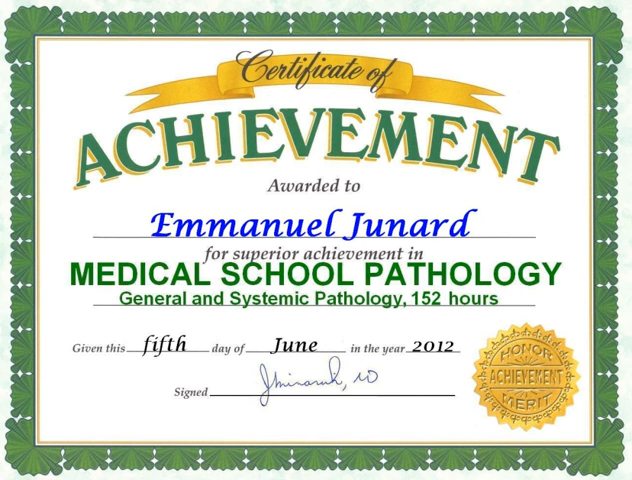 Certificate of
ACHIEVEMENT
Awarded to
Emmanuel Junard
for superior achievement in
MEDICAL SCHOOL PATHOLOGY
General and Systemic Pathology, 152 hours
Given this fifth day of June in the year 2012
Signed
HONOR
ACHIEVEMENT
MERIT